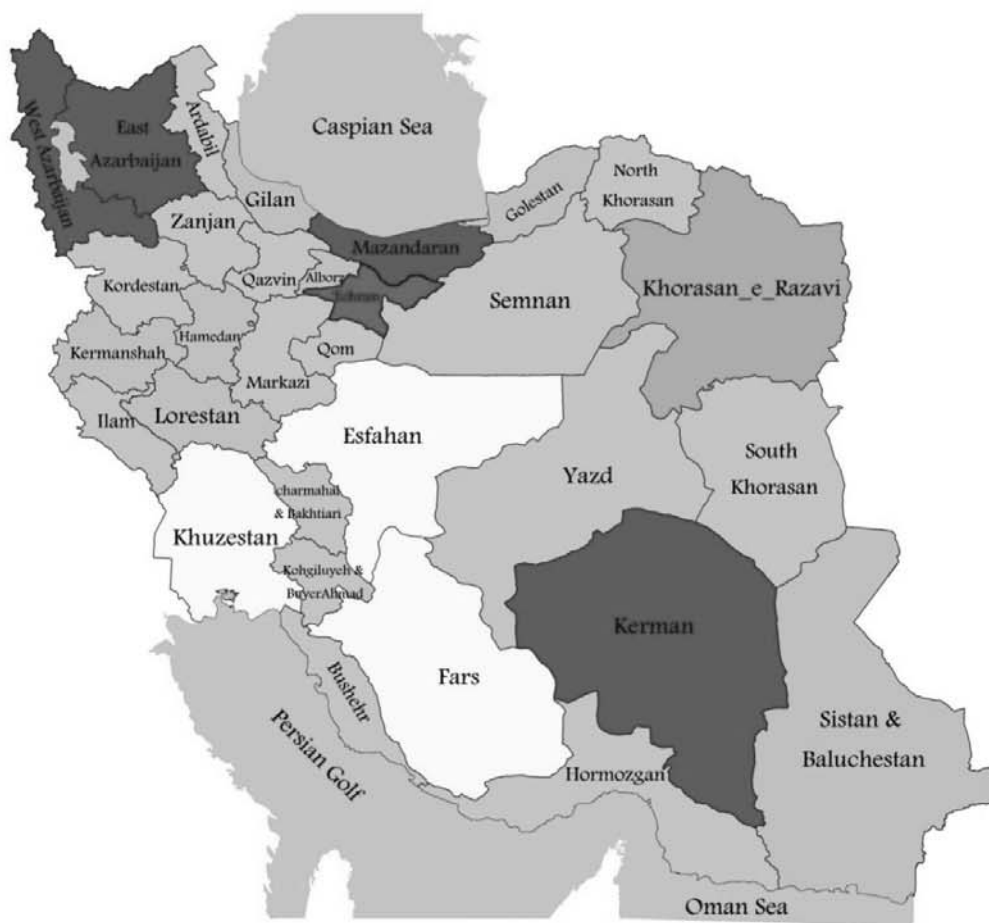 Caspian Sea
West Azarbaijan
East
Azarbaijan
Ardabil
Gilan
Zanjan
Golestan
North
Khorasan
Mazandaran
Qazvin
Alborz
Tehran
Semnan
Khorasan_e_Razavi
Kordestan
Hamedan
Qom
Kermanshah
Markazi
Ilam
Lorestan
Esfahan
Yazd
South
Khorasan
charmahal
& Bakhtiari
Khuzestan
Kohgiluyeh &
BuyerAhmad
Kerman
Fars
Bushehr
Persian Golf
Sistan &
Baluchestan
Hormozgan
Oman Sea